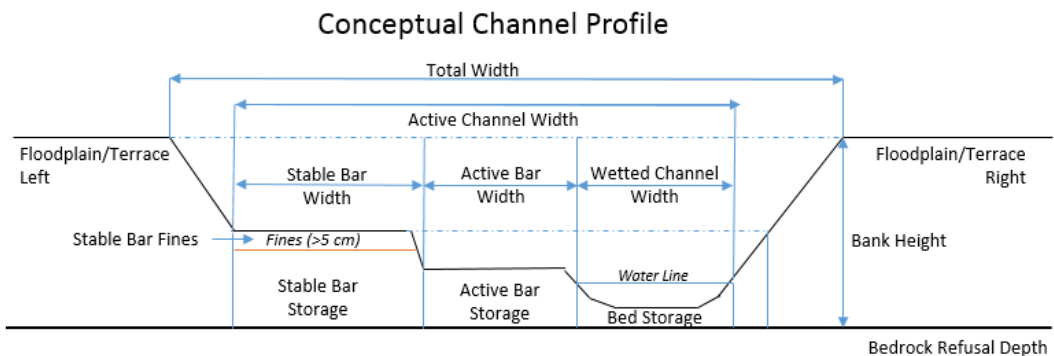 Conceptual Channel Profile
Total Width
Active Channel Width
Floodplain/Terrace
Left
Floodplain/Terrace
Right
Stable Bar
Width
Active Bar
Width
Wetted Channel
Width
Stable Bar Fines
Fines (>5 cm)
Bank Height
Water Line
Stable Bar
Storage
Active Bar
Storage
Bed Storage
Bedrock Refusal Depth